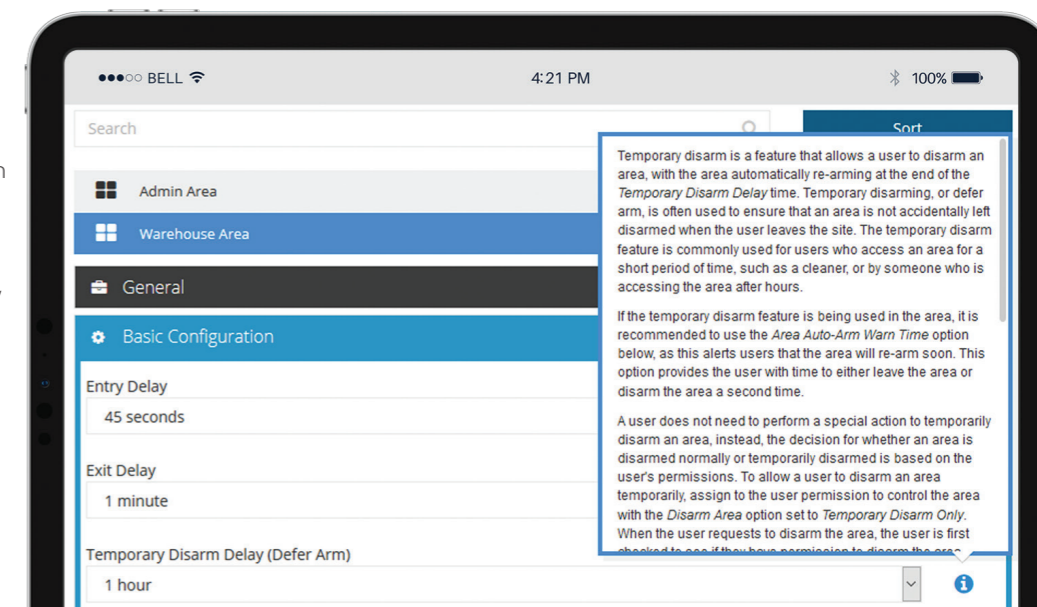 BELL
4:21 PM
100%
Search
Sort
Admin Area
Warehouse Area
General
Basic Configuration
Entry Delay
45 seconds
Exit Delay
1 minute
Temporary Disarm Delay (Defer Arm)
1 hour
Temporary disarm is a feature that allows a user to disarm an
area, with the area automatically re-arming at the end of the
Temporary Disarm Delay time. Temporary disarming, or defer
arm, is often used to ensure that an area is not accidentally left
disarmed when the user leaves the site. The temporary disarm
feature is commonly used for users who access an area for a
short period of time, such as a cleaner, or by someone who is
accessing the area after hours.
If the temporary disarm feature is being used in the area, it is
recommended to use the Area Auto-Arm Warn Time option
below, as this alerts users that the area will re-arm soon. This
option provides the user with time to either leave the area or
disarm the area a second time.
A user does not need to perform a special action to temporarily
disarm an area, instead, the decision for whether an area is
disarmed normally or temporarily disarmed is based on the
user's permissions. To allow a user to disarm an area
temporarily, assign to the user permission to control the area
with the Disarm Area option set to Temporary Disarm Only.
When the user requests to disarm the area, the user is first
checked to see if they have permission to disarm the area